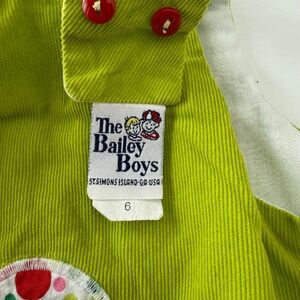 The
Bailey
Boys
ST.SIMONS ISLAND·GA·USA
6